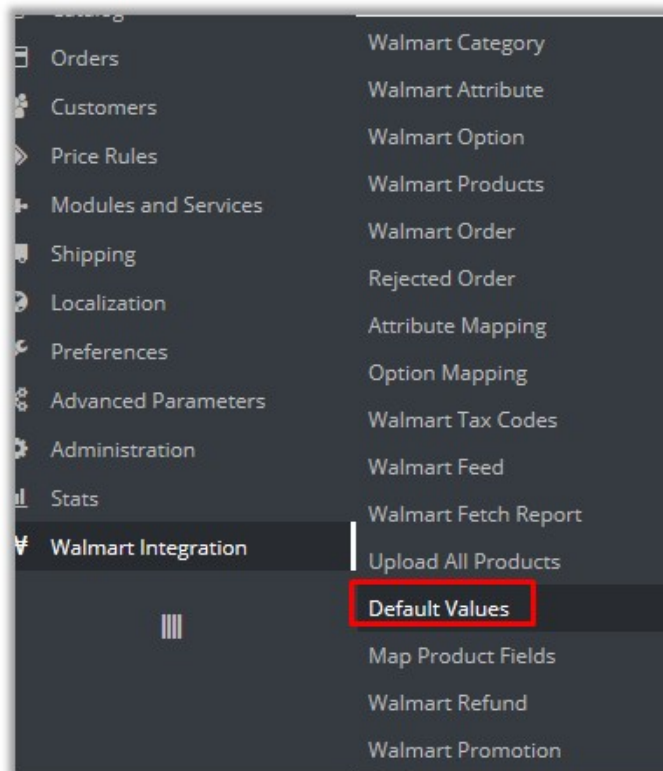 Catalog
Orders
Customers
Price Rules
Modules and Services
Shipping
Localization
Preferences
Advanced Parameters
Administration
Stats
Walmart Integration
Walmart Category
Walmart Attribute
Walmart Option
Walmart Products
Walmart Order
Rejected Order
Attribute Mapping
Option Mapping
Walmart Tax Codes
Walmart Feed
Walmart Fetch Report
Upload All Products
Default Values
Map Product Fields
Walmart Refund
Walmart Promotion